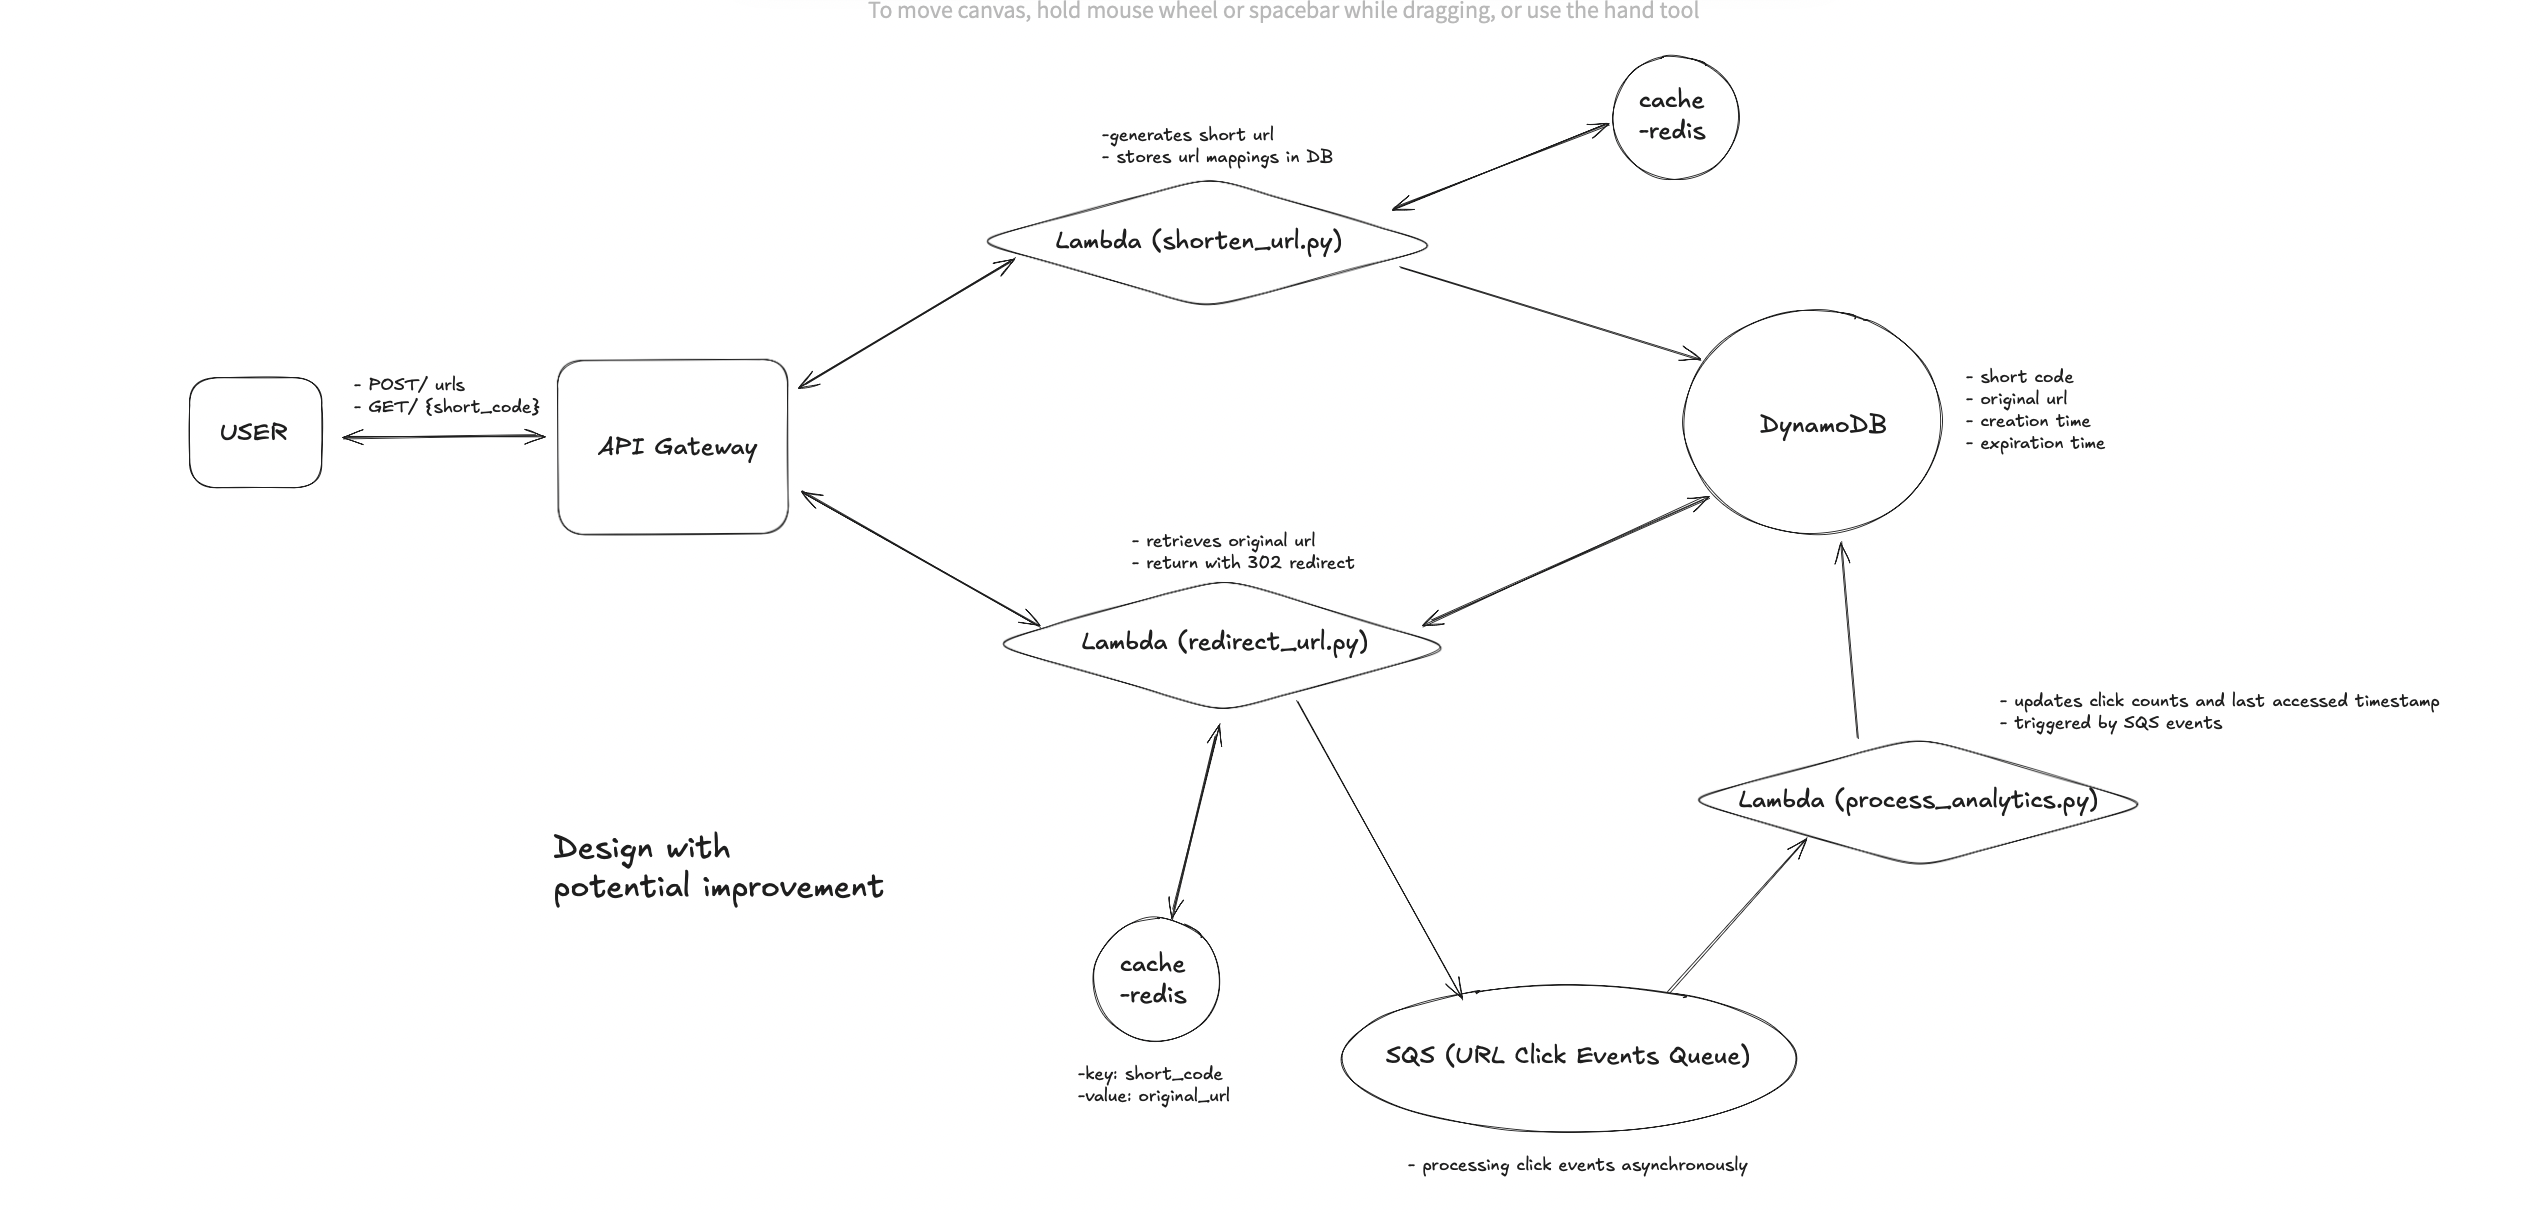 To move canvas, hold mouse wheel or spacebar while dragging, or use the hand tool
cache
-redis
-generates short url
- stores url mappings in DB
Lambda (shorten_url.py)
- POST/ urls
- GET/ {short_code}
USER
API Gateway
DynamoDB
- short code
- original url
- creation time
- expiration time
- retrieves original url
- return with 302 redirect
Lambda (redirect_url.py)
- updates click counts and last accessed timestamp
- triggered by SQS events
Lambda (process_analytics.py)
Design with
potential improvement
cache
-redis
-key: short_code
-value: original_url
SQS (URL Click Events Queue)
- processing click events asynchronously